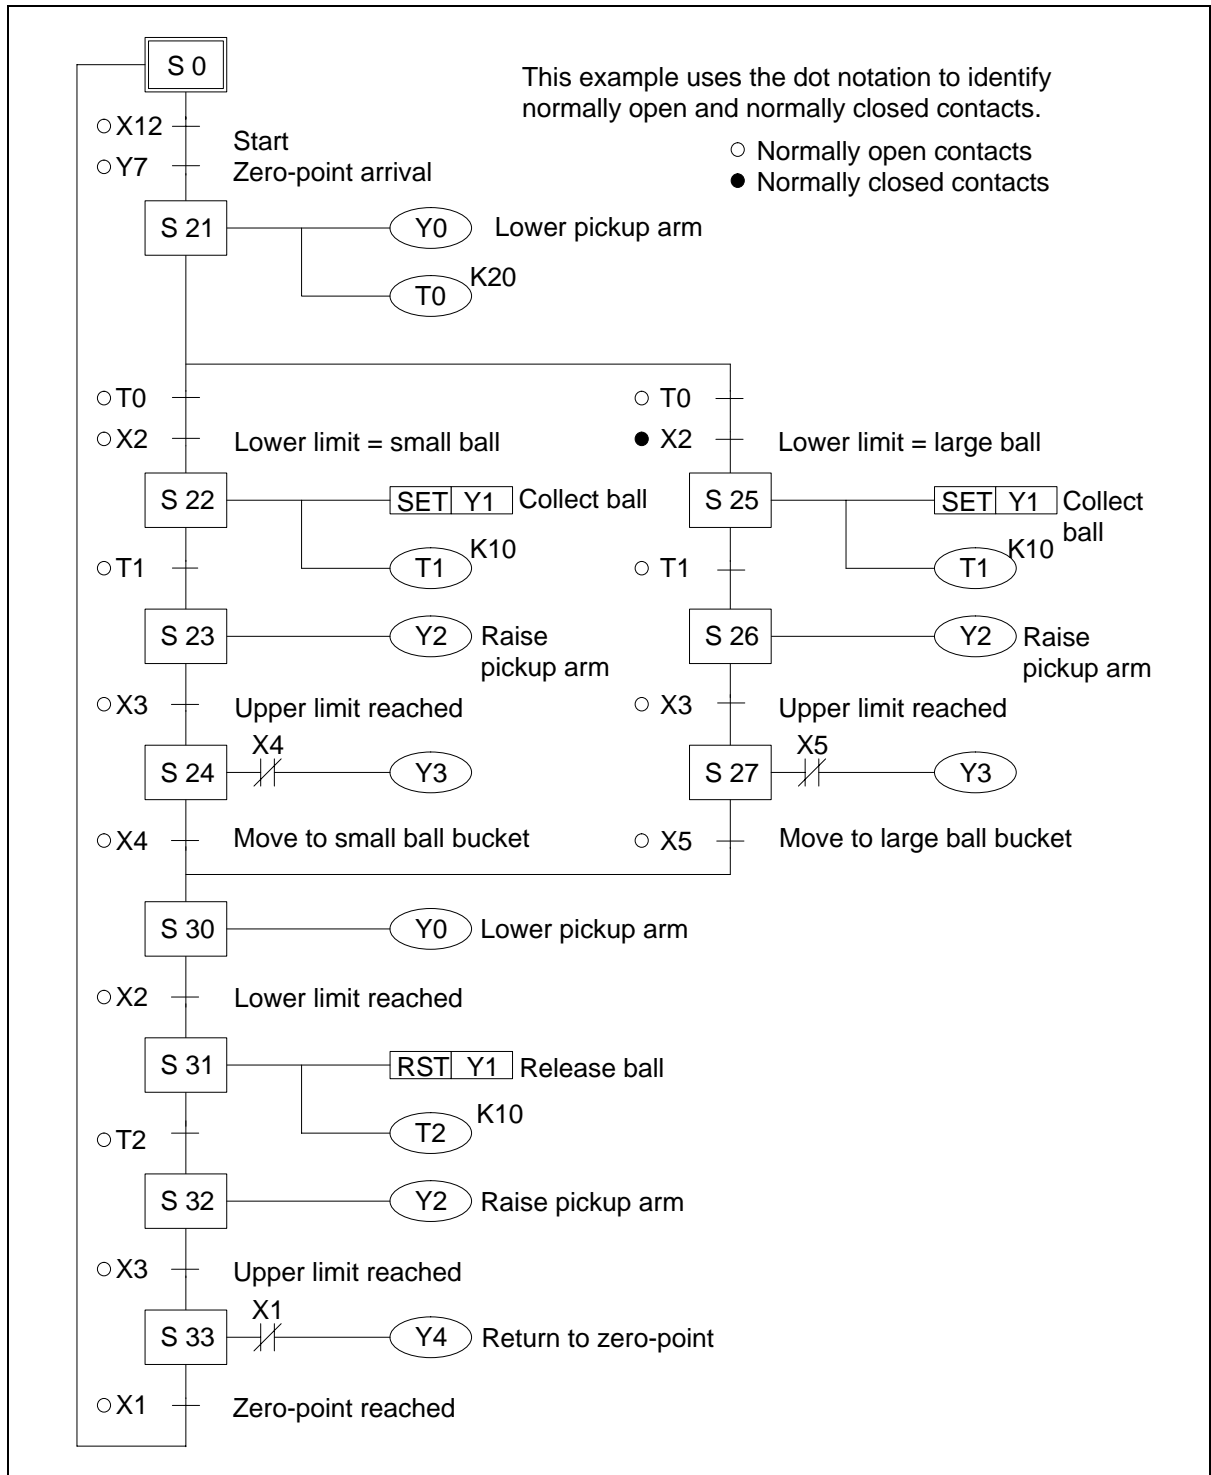 S 0
This example uses the dot notation to identify
normally open and normally closed contacts.
○ Normally open contacts
● Normally closed contacts
○ X12
Start
○ Y7
Zero-point arrival
S 21
Y0
Lower pickup arm
T0
K20
○ T0
○ T0
○ X2
Lower limit = small ball
● X2
Lower limit = large ball
S 22
SET Y1
Collect ball
S 25
SET Y1
Collect
ball
○ T1
T1
K10
○ T1
T1
K10
S 23
Y2
Raise
pickup arm
S 26
Y2
Raise
pickup arm
○ X3
Upper limit reached
○ X3
Upper limit reached
X4
X5
S 24
Y3
S 27
Y3
○ X4
Move to small ball bucket
○ X5
Move to large ball bucket
S 30
Y0
Lower pickup arm
○ X2
Lower limit reached
S 31
RST Y1
Release ball
T2
K10
○ T2
S 32
Y2
Raise pickup arm
○ X3
Upper limit reached
X1
S 33
Y4
Return to zero-point
○ X1
Zero-point reached